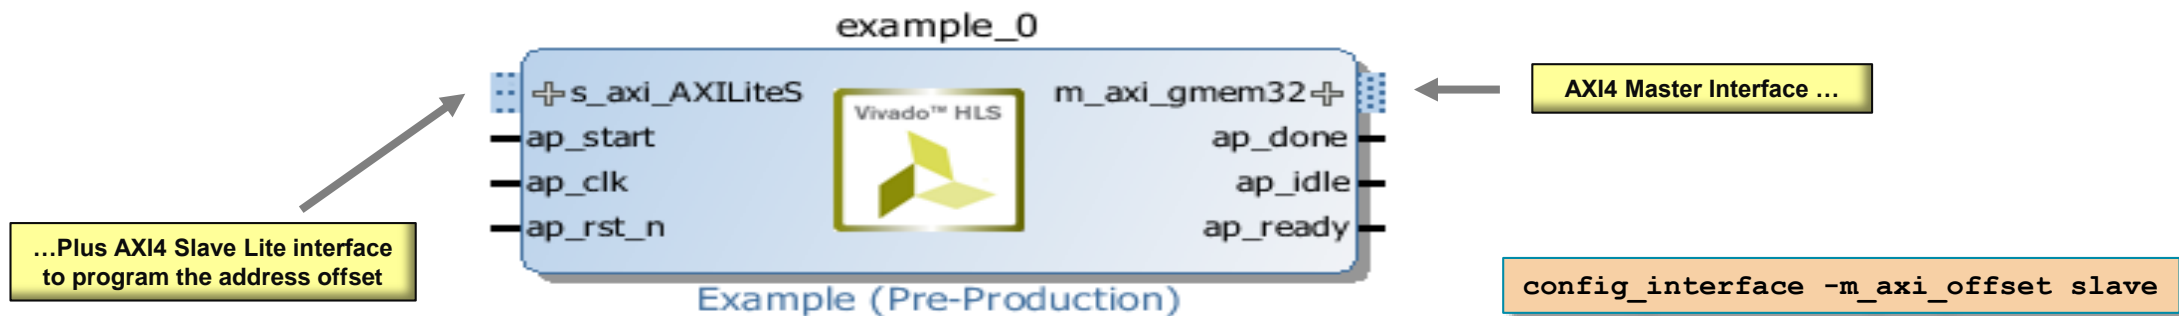 example_0
s_axi_AXILiteS
m_axi_gmem32
Vivado™ HLS
ap_start
ap_done
ap_clk
ap_idle
ap_rst_n
ap_ready
Example (Pre-Production)
AXI4 Master Interface …
…Plus AXI4 Slave Lite interface
to program the address offset
config_interface -m_axi_offset slave